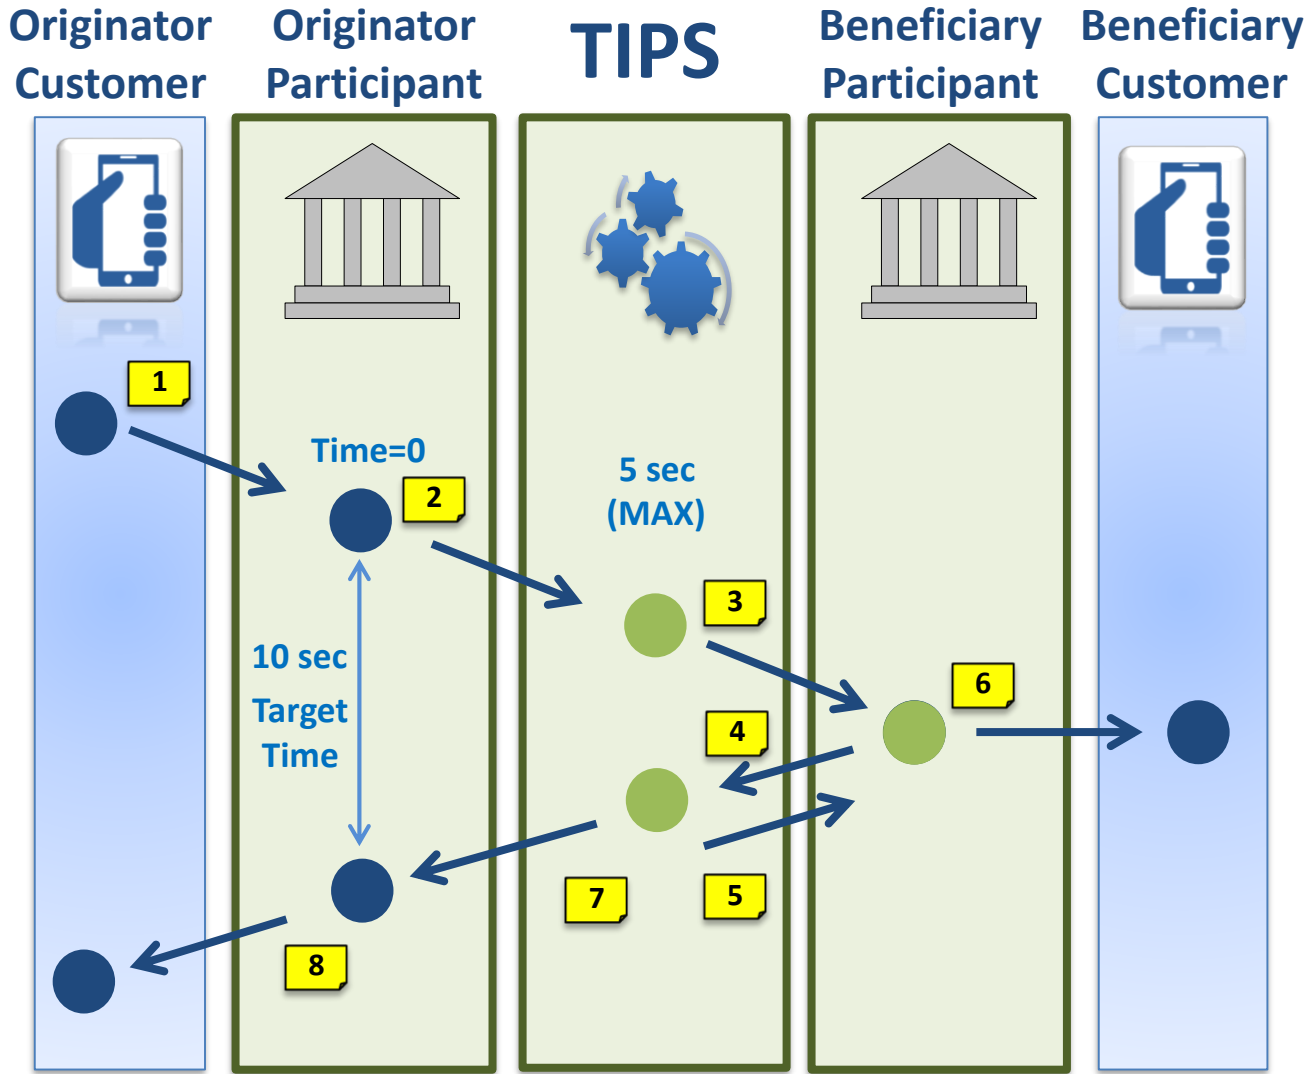 Originator
Customer
Originator
Participant
TIPS
Beneficiary
Participant
Beneficiary
Customer
1
Time=0
2
5 sec
(MAX)
3
10 sec
Target
Time
6
4
7
5
8